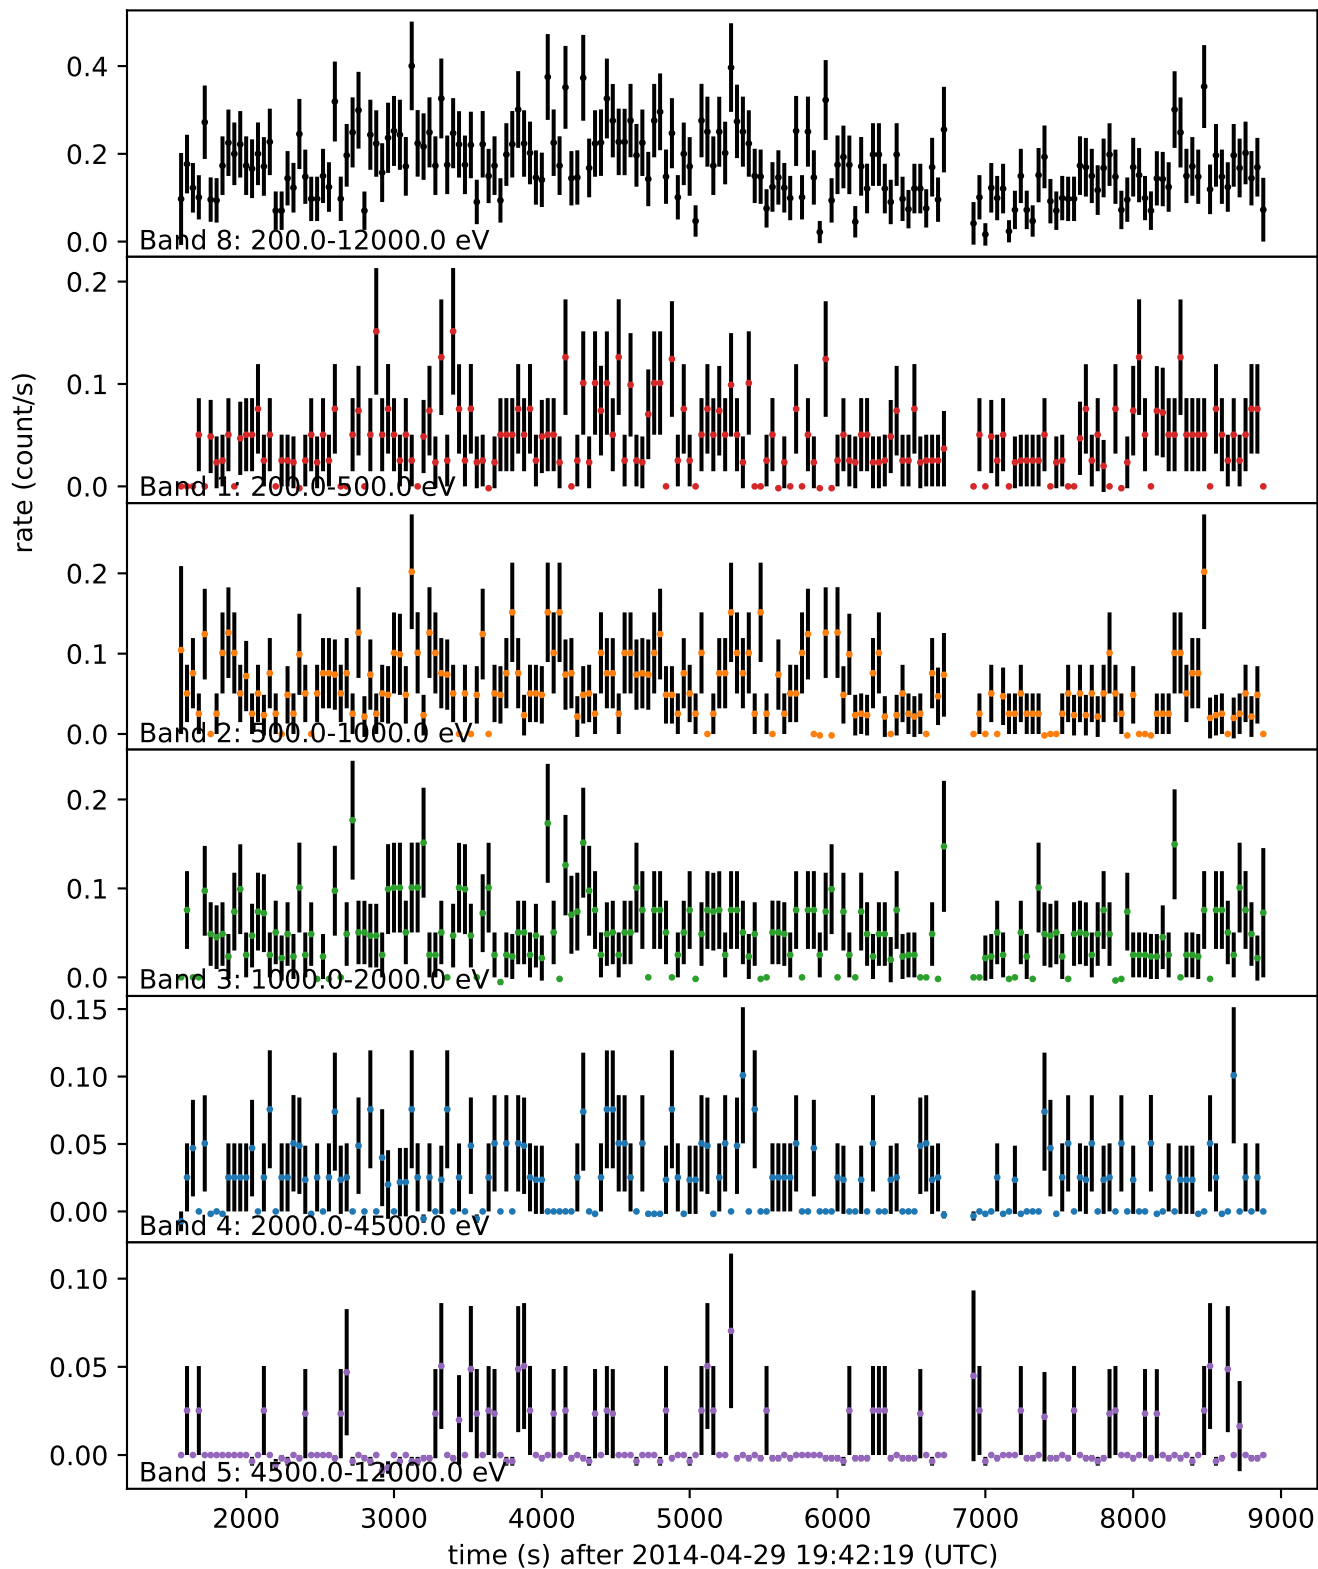 0.4
0.2
0.0
Band 8: 200.0-12000.0 eV
0.2
0.1
0.0
Band 1: 200.0-500.0 eV
rate (count/s)
0.2
0.1
0.0
Band 2: 500.0-1000.0 eV
0.2
0.1
0.0
Band 3: 1000.0-2000.0 eV
0.15
0.10
0.05
0.00
Band 4: 2000.0-4500.0 eV
0.10
0.05
0.00
Band 5: 4500.0-12000.0 eV
2000 3000 4000 5000 6000 7000 8000 9000
time (s) after 2014-04-29 19:42:19 (UTC)